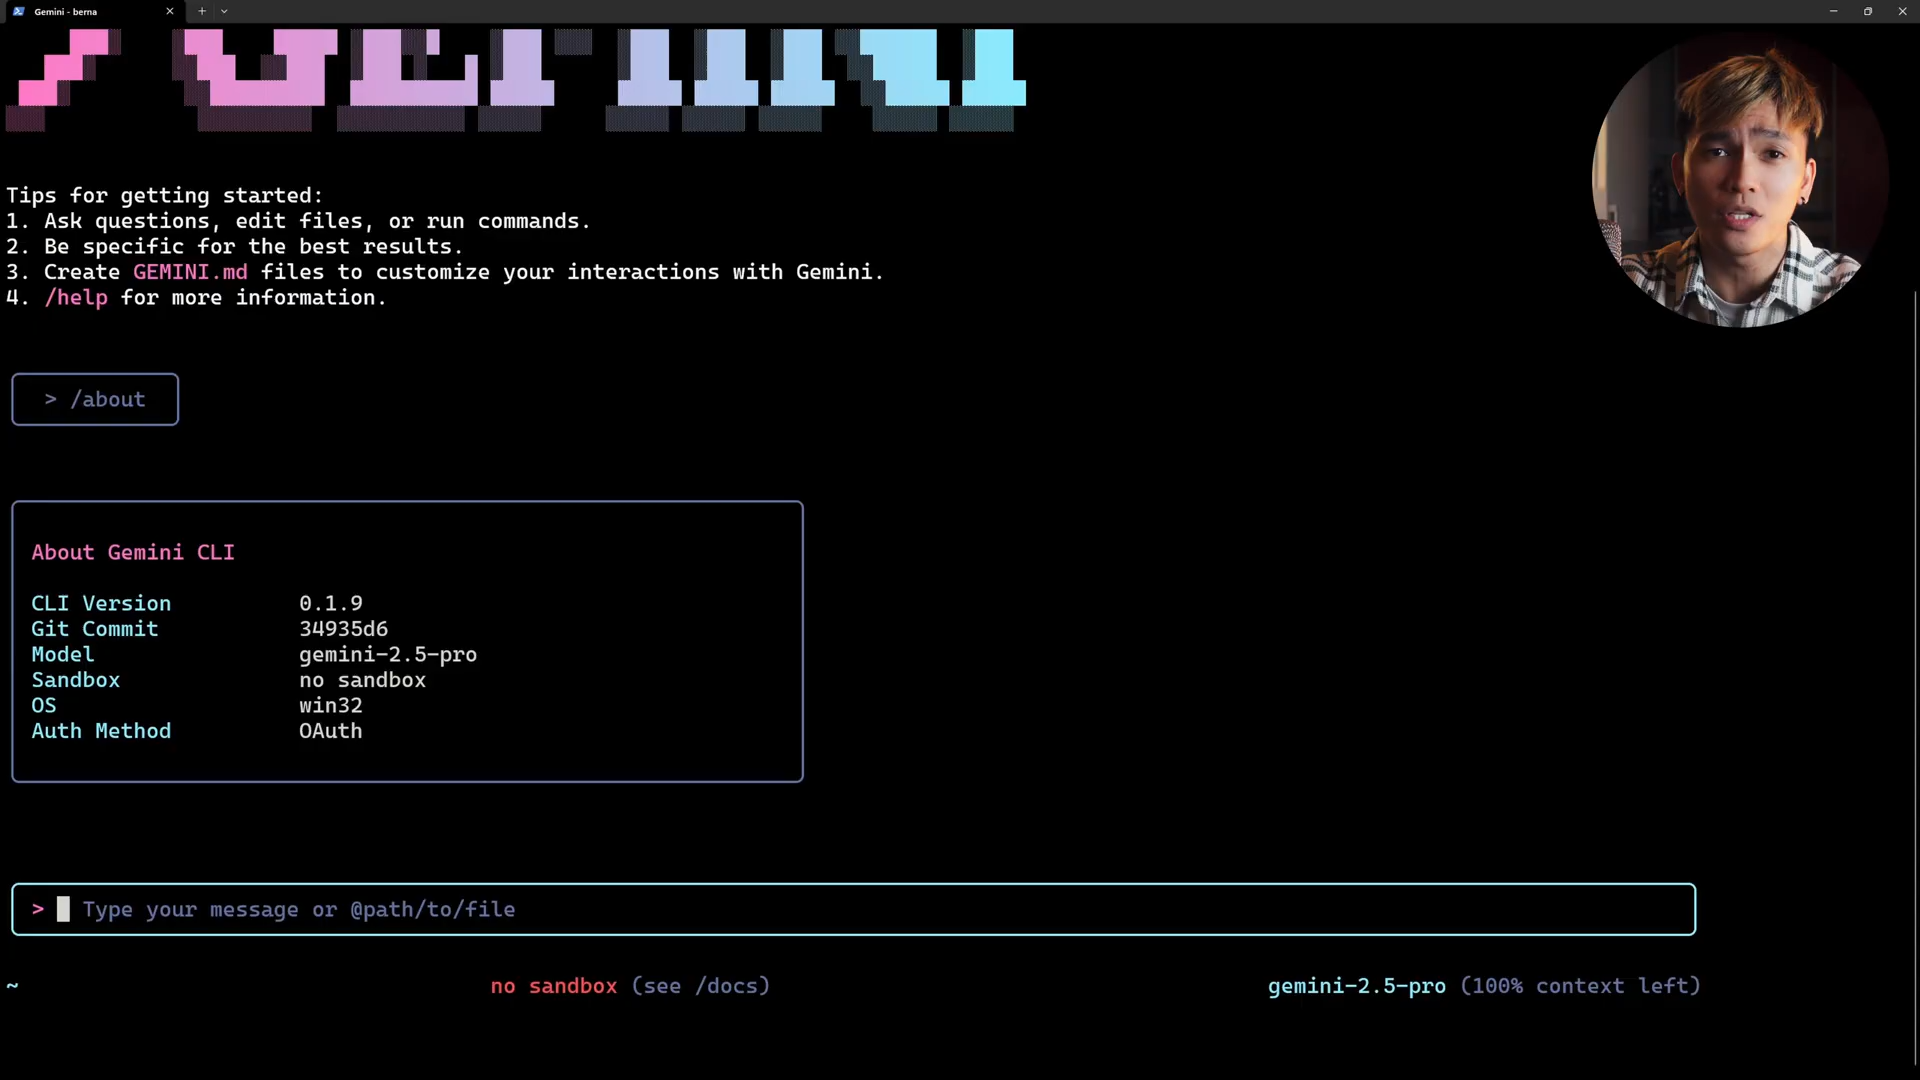 Gemini - berna
Tips for getting started:
1. Ask questions, edit files, or run commands.
2. Be specific for the best results.
3. Create GEMINI.md files to customize your interactions with Gemini.
4. /help for more information.
> /about
About Gemini CLI
CLI Version 0.1.9
Git Commit 34935d6
Model gemini-2.5-pro
Sandbox no sandbox
OS win32
Auth Method OAuth
> Type your message or @path/to/file
~ no sandbox (see /docs) gemini-2.5-pro (100% context left)